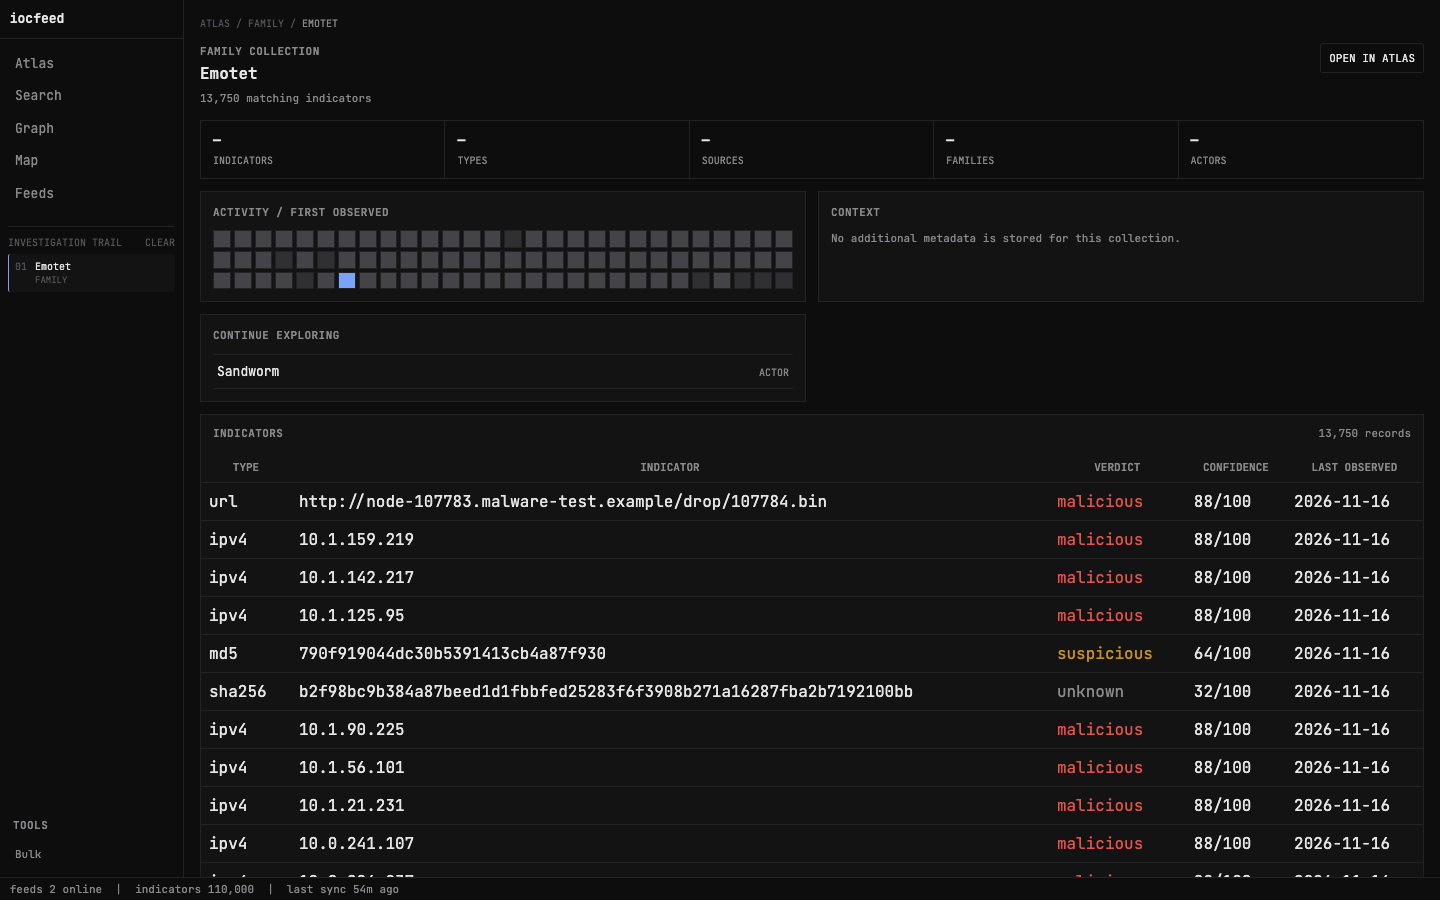 iocfeed
Atlas
Search
Graph
Map
Feeds
INVESTIGATION TRAIL CLEAR
01 Emotet
FAMILY
TOOLS
Bulk
ATLAS / FAMILY / EMOTET
FAMILY COLLECTION
Emotet
13,750 matching indicators
OPEN IN ATLAS
– – – – –
INDICATORS TYPES SOURCES FAMILIES ACTORS
ACTIVITY / FIRST OBSERVED
CONTEXT
No additional metadata is stored for this collection.
CONTINUE EXPLORING
Sandworm ACTOR
INDICATORS 13,750 records
TYPE INDICATOR VERDICT CONFIDENCE LAST OBSERVED
url http://node-107783.malware-test.example/drop/107784.bin malicious 88/100 2026-11-16
ipv4 10.1.159.219 malicious 88/100 2026-11-16
ipv4 10.1.142.217 malicious 88/100 2026-11-16
ipv4 10.1.125.95 malicious 88/100 2026-11-16
md5 790f919044dc30b5391413cb4a87f930 suspicious 64/100 2026-11-16
sha256 b2f98bc9b384a87beed1d1fbbfed25283f6f3908b271a16287fba2b7192100bb unknown 32/100 2026-11-16
ipv4 10.1.90.225 malicious 88/100 2026-11-16
ipv4 10.1.56.101 malicious 88/100 2026-11-16
ipv4 10.1.21.231 malicious 88/100 2026-11-16
ipv4 10.0.241.107 malicious 88/100 2026-11-16
feeds 2 online | indicators 110,000 | last sync 54m ago